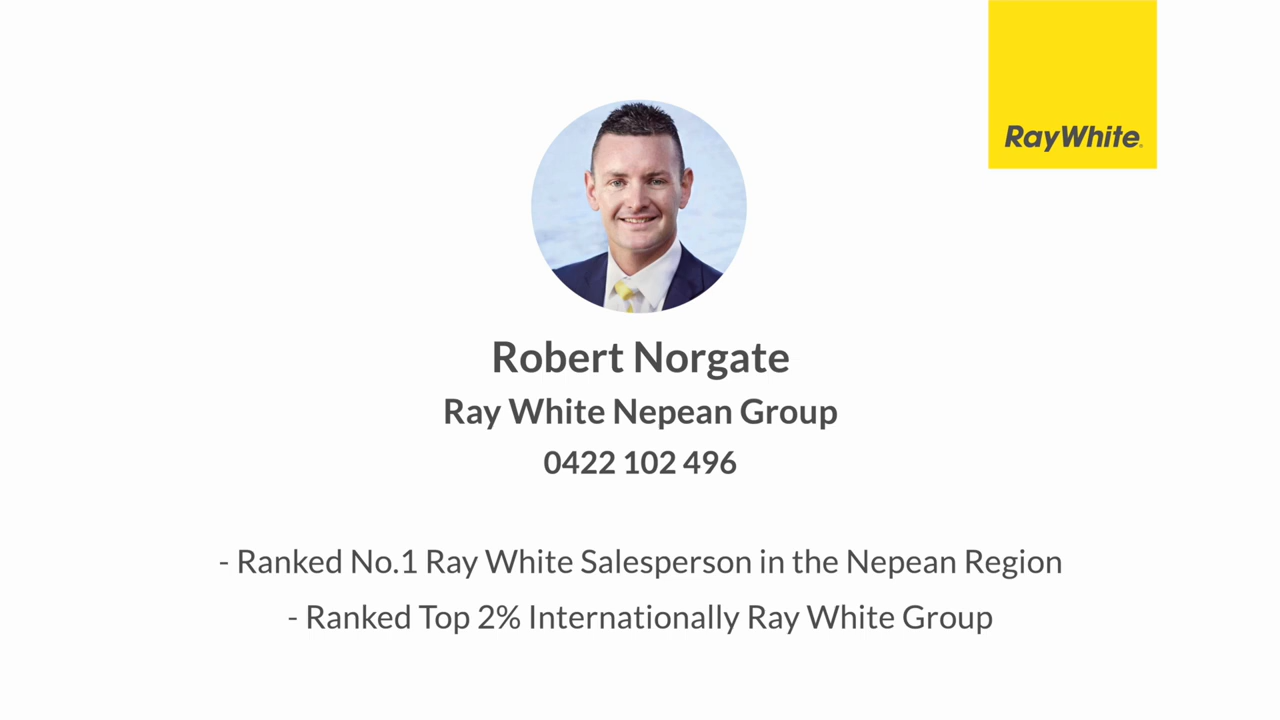 RayWhite.
Robert Norgate
Ray White Nepean Group
0422 102 496
- Ranked No.1 Ray White Salesperson in the Nepean Region
- Ranked Top 2% Internationally Ray White Group